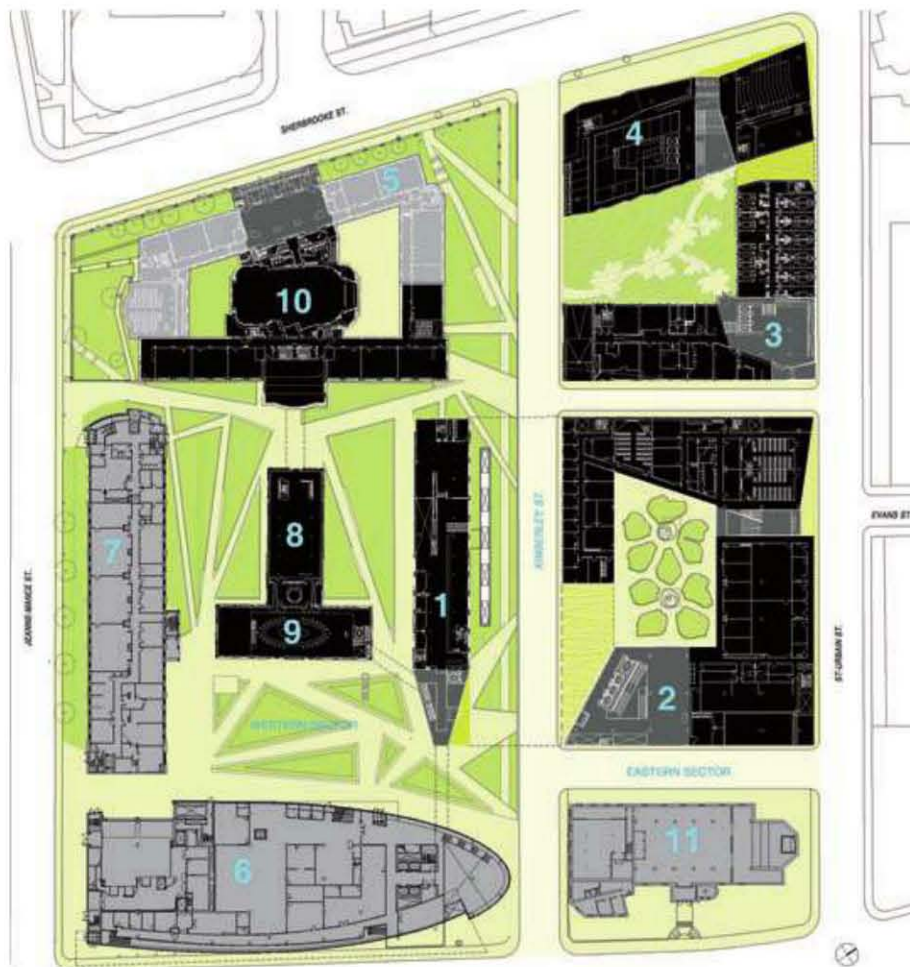 SHERBROOKE ST.
4
5
10
3
KIMBERLEY ST.
EVANS ST.
8
7
1
9
JEANNE-MANCE ST.
2
ST-URBAIN ST.
WESTERN SECTOR
EASTERN SECTOR
6
11